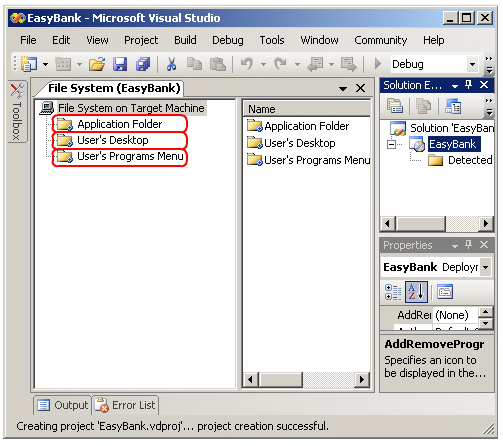 EasyBank - Microsoft Visual Studio
File Edit View Project Build Debug Tools Window Community Help
Debug
Toolbox
File System (EasyBank)
File System on Target Machine
Application Folder
User's Desktop
User's Programs Menu
Name
Application Folder
User's Desktop
User's Programs Menu
Solution E...
Solution 'EasyBan
EasyBank
Detected
Properties
EasyBank Deployr
AddRei (None)
AddRemoveProgr
Specifies an icon to
be displayed in the...
Output Error List
Creating project 'EasyBank.vdproj'... project creation successful.